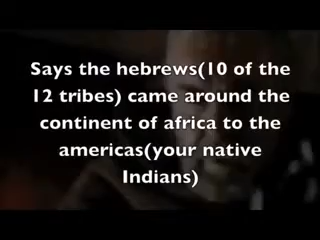 Says the hebrews(10 of the
12 tribes) came around the
continent of africa to the
americas(your native
Indians)